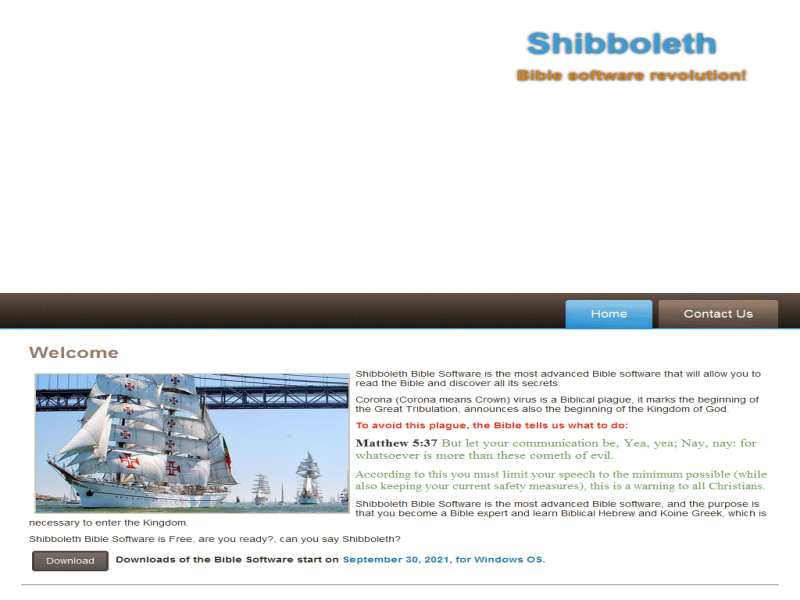 Shibboleth
Bible software revolution!
Home
Contact Us
Welcome
Shibboleth Bible Software is the most advanced Bible software that will allow you to
read the Bible and discover all its secrets.
Corona (Corona means Crown) virus is a Biblical plague, it marks the beginning of
the Great Tribulation, announces also the beginning of the Kingdom of God.
To avoid this plague, the Bible tells us what to do:
Matthew 5:37 But let your communication be, Yea, yea; Nay, nay: for
whatsoever is more than these cometh of evil.
According to this you must limit your speech to the minimum possible (while
also keeping your current safety measures), this is a warning to all Christians.
Shibboleth Bible Software is the most advanced Bible software, and the purpose is
that you become a Bible expert and learn Biblical Hebrew and Koine Greek, which is
necessary to enter the Kingdom.
Shibboleth Bible Software is Free, are you ready?, can you say Shibboleth?
Download
Downloads of the Bible Software start on September 30, 2021, for Windows OS.